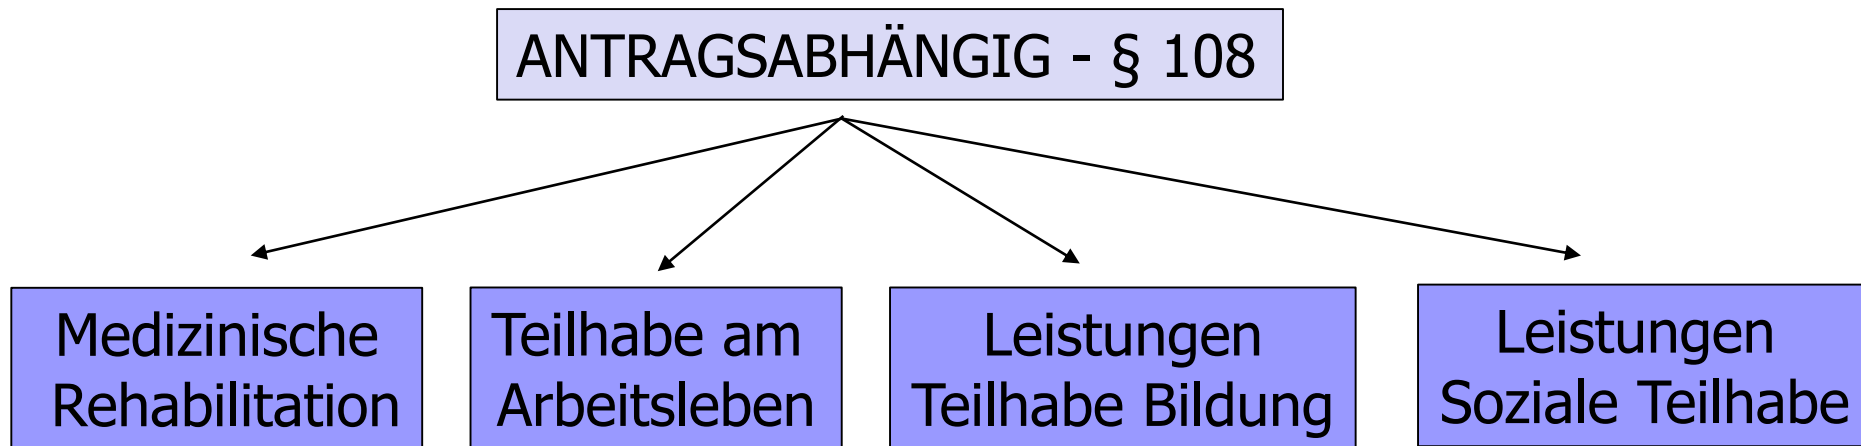 ANTRAGSABHÄNGIG - § 108
Medizinische
Rehabilitation
Teilhabe am
Arbeitsleben
Leistungen
Teilhabe Bildung
Leistungen
Soziale Teilhabe